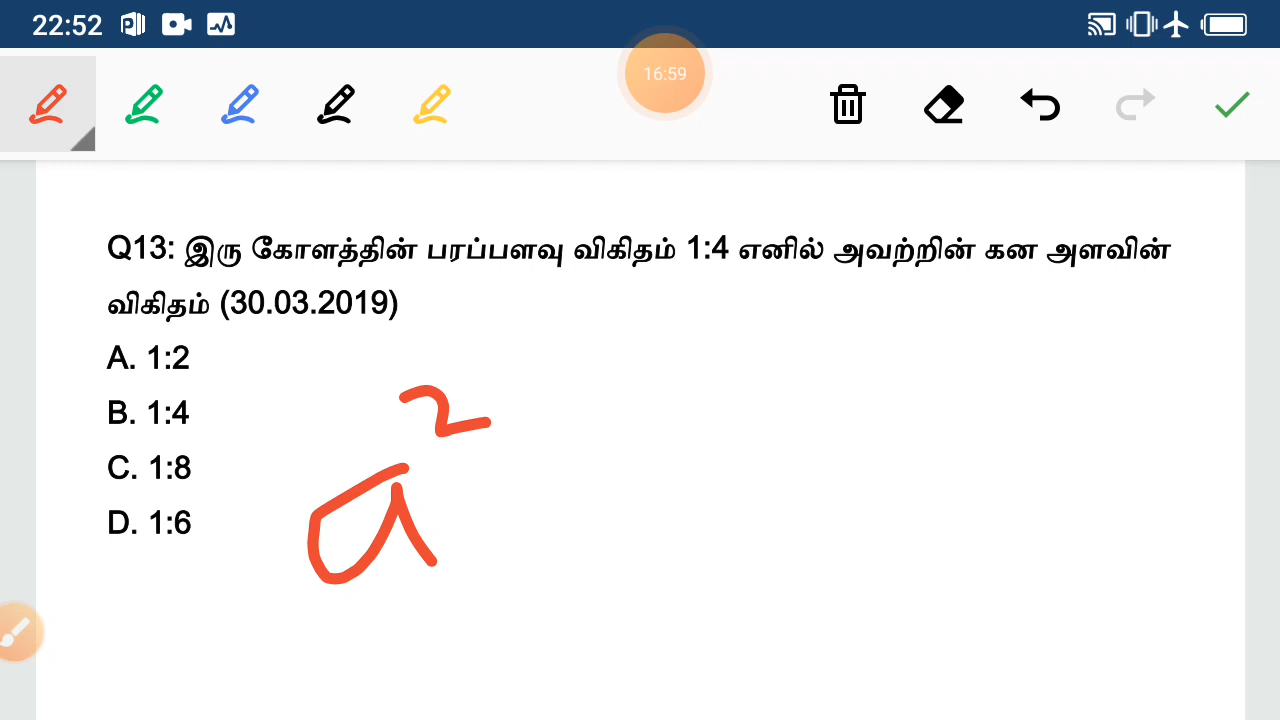 22:52
16:59
Q13: இரு கோளத்தின் பரப்பளவு விகிதம் 1:4 எனில் அவற்றின் கன அளவின்
விகிதம் (30.03.2019)
A. 1:2
B. 1:4
C. 1:8
D. 1:6
a²